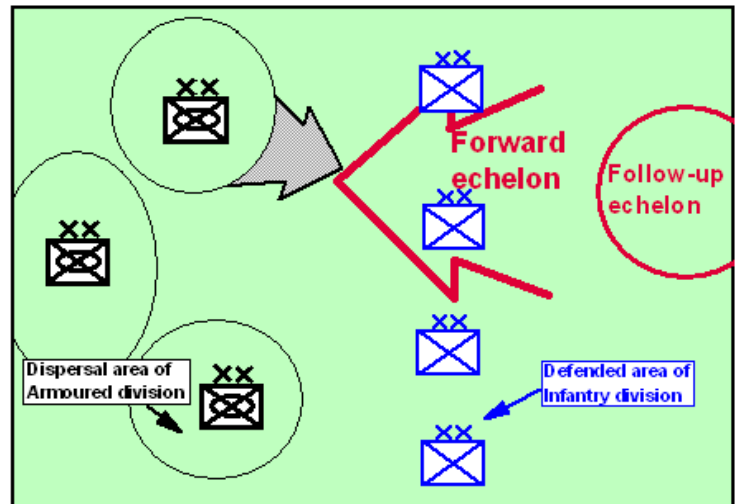 Forward
echelon
Follow-up
echelon
Dispersal area of
Armoured division
Defended area of
Infantry division